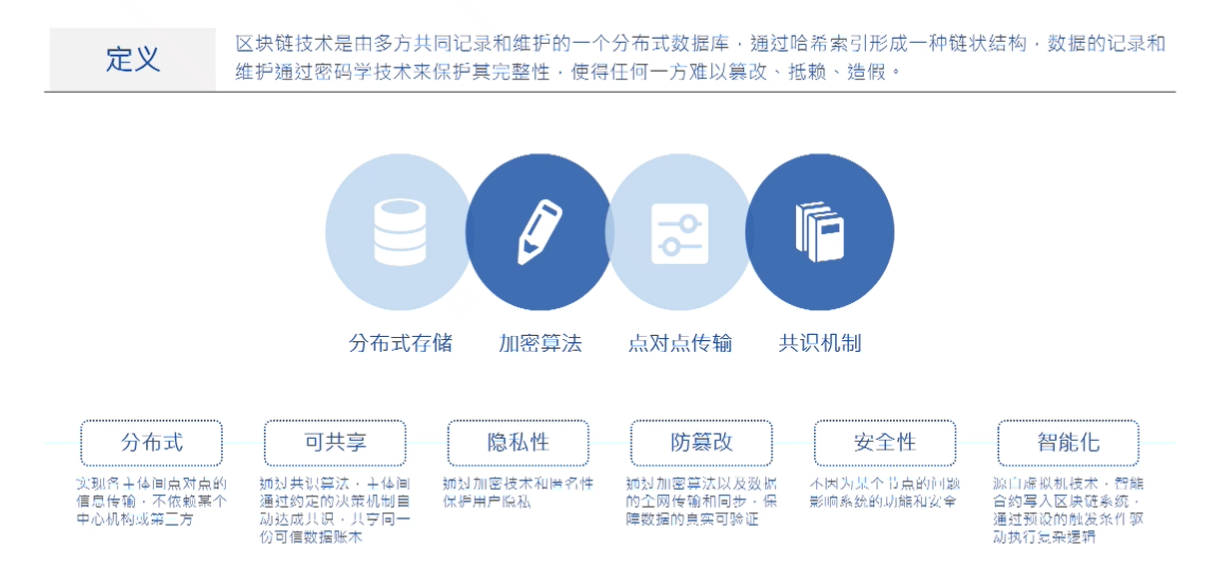 定义
区块链技术是由多方共同记录和维护的一个分布式数据库，通过哈希索引形成一种链状结构，数据的记录和
维护通过密码学技术来保护其完整性，使得任何一方难以篡改、抵赖、造假。
分布式存储
加密算法
点对点传输
共识机制
分布式
可共享
隐私性
防篡改
安全性
智能化
实现各主体间点对点的
信息传输，不依赖某个
中心机构或第三方
通过共识算法，主体间
通过约定的决策机制自
动达成共识，共享同一
份可信数据账本
通过加密技术和匿名性
保护用户隐私
通过加密算法以及数据
的全网传输和同步，保
障数据的真实可验证
不因为某个节点的问题
影响系统的功能和安全
源自虚拟机技术，智能
合约写入区块链系统，
通过预设的触发条件驱
动执行复杂逻辑